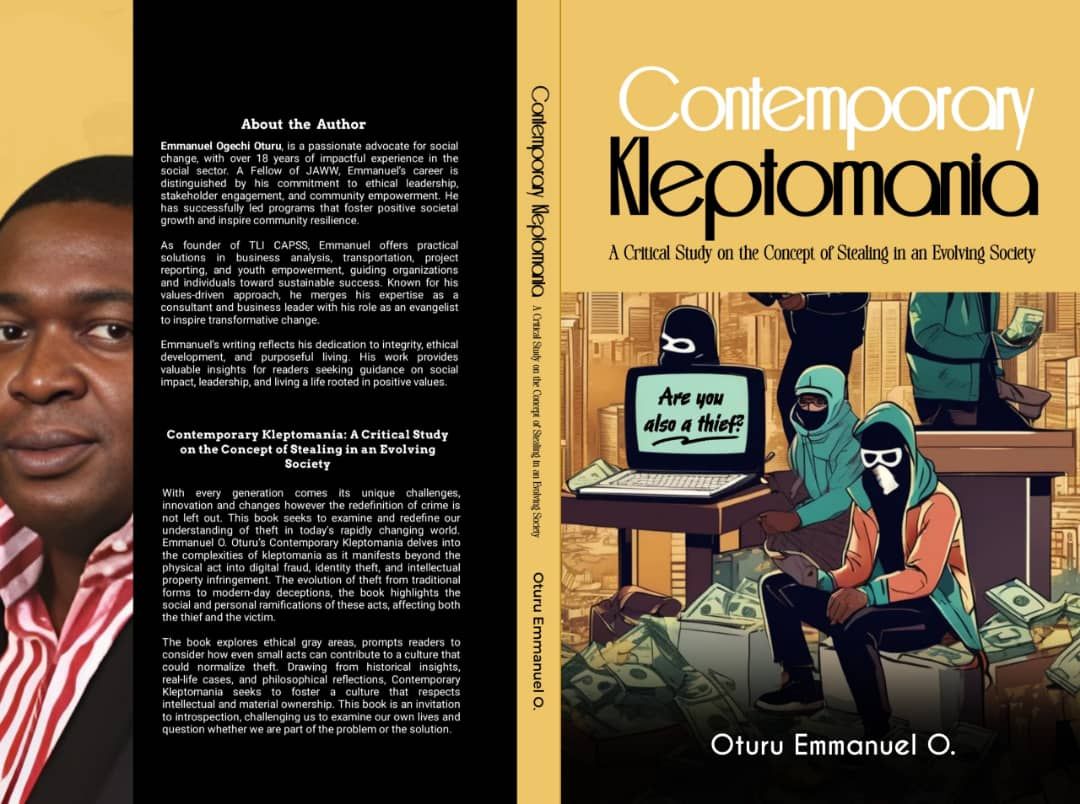 About the Author
Emmanuel Ogechi Oturu, is a passionate advocate for social
change, with over 18 years of impactful experience in the
social sector. A Fellow of JAWW, Emmanuel's career is
distinguished by his commitment to ethical leadership,
stakeholder engagement, and community empowerment. He
has successfully led programs that foster positive societal
growth and inspire community resilience.
As founder of TLI CAPSS, Emmanuel offers practical
solutions in business analysis, transportation, project
reporting, and youth empowerment, guiding organizations
and individuals toward sustainable success. Known for his
values-driven approach, he merges his expertise as a
consultant and business leader with his role as an evangelist
to inspire transformative change.
Emmanuel's writing reflects his dedication to integrity, ethical
development, and purposeful living. His work provides
valuable insights for readers seeking guidance on social
impact, leadership, and living a life rooted in positive values.
Contemporary Kleptomania: A Critical Study
on the Concept of Stealing in an Evolving
Society
With every generation comes its unique challenges,
innovation and changes however the redefinition of crime is
not left out. This book seeks to examine and redefine our
understanding of theft in today's rapidly changing world.
Emmanuel O. Oturu's Contemporary Kleptomania delves into
the complexities of kleptomania as it manifests beyond the
physical act into digital fraud, identity theft, and intellectual
property infringement. The evolution of theft from traditional
forms to modern-day deceptions, the book highlights the
social and personal ramifications of these acts, affecting both
the thief and the victim.
The book explores ethical gray areas, prompts readers to
consider how even small acts can contribute to a culture that
could normalize theft. Drawing from historical insights,
real-life cases, and philosophical reflections, Contemporary
Kleptomania seeks to foster a culture that respects
intellectual and material ownership. This book is an invitation
to introspection, challenging us to examine our own lives and
question whether we are part of the problem or the solution.
Contemporary Kleptomania A Critical Study on the Concept of Stealing in an Evolving Society Oturu Emmanuel O.
Contemporary
Kleptomania
A Critical Study on the Concept of Stealing in an Evolving Society
Are you
also a thief?
Oturu Emmanuel O.